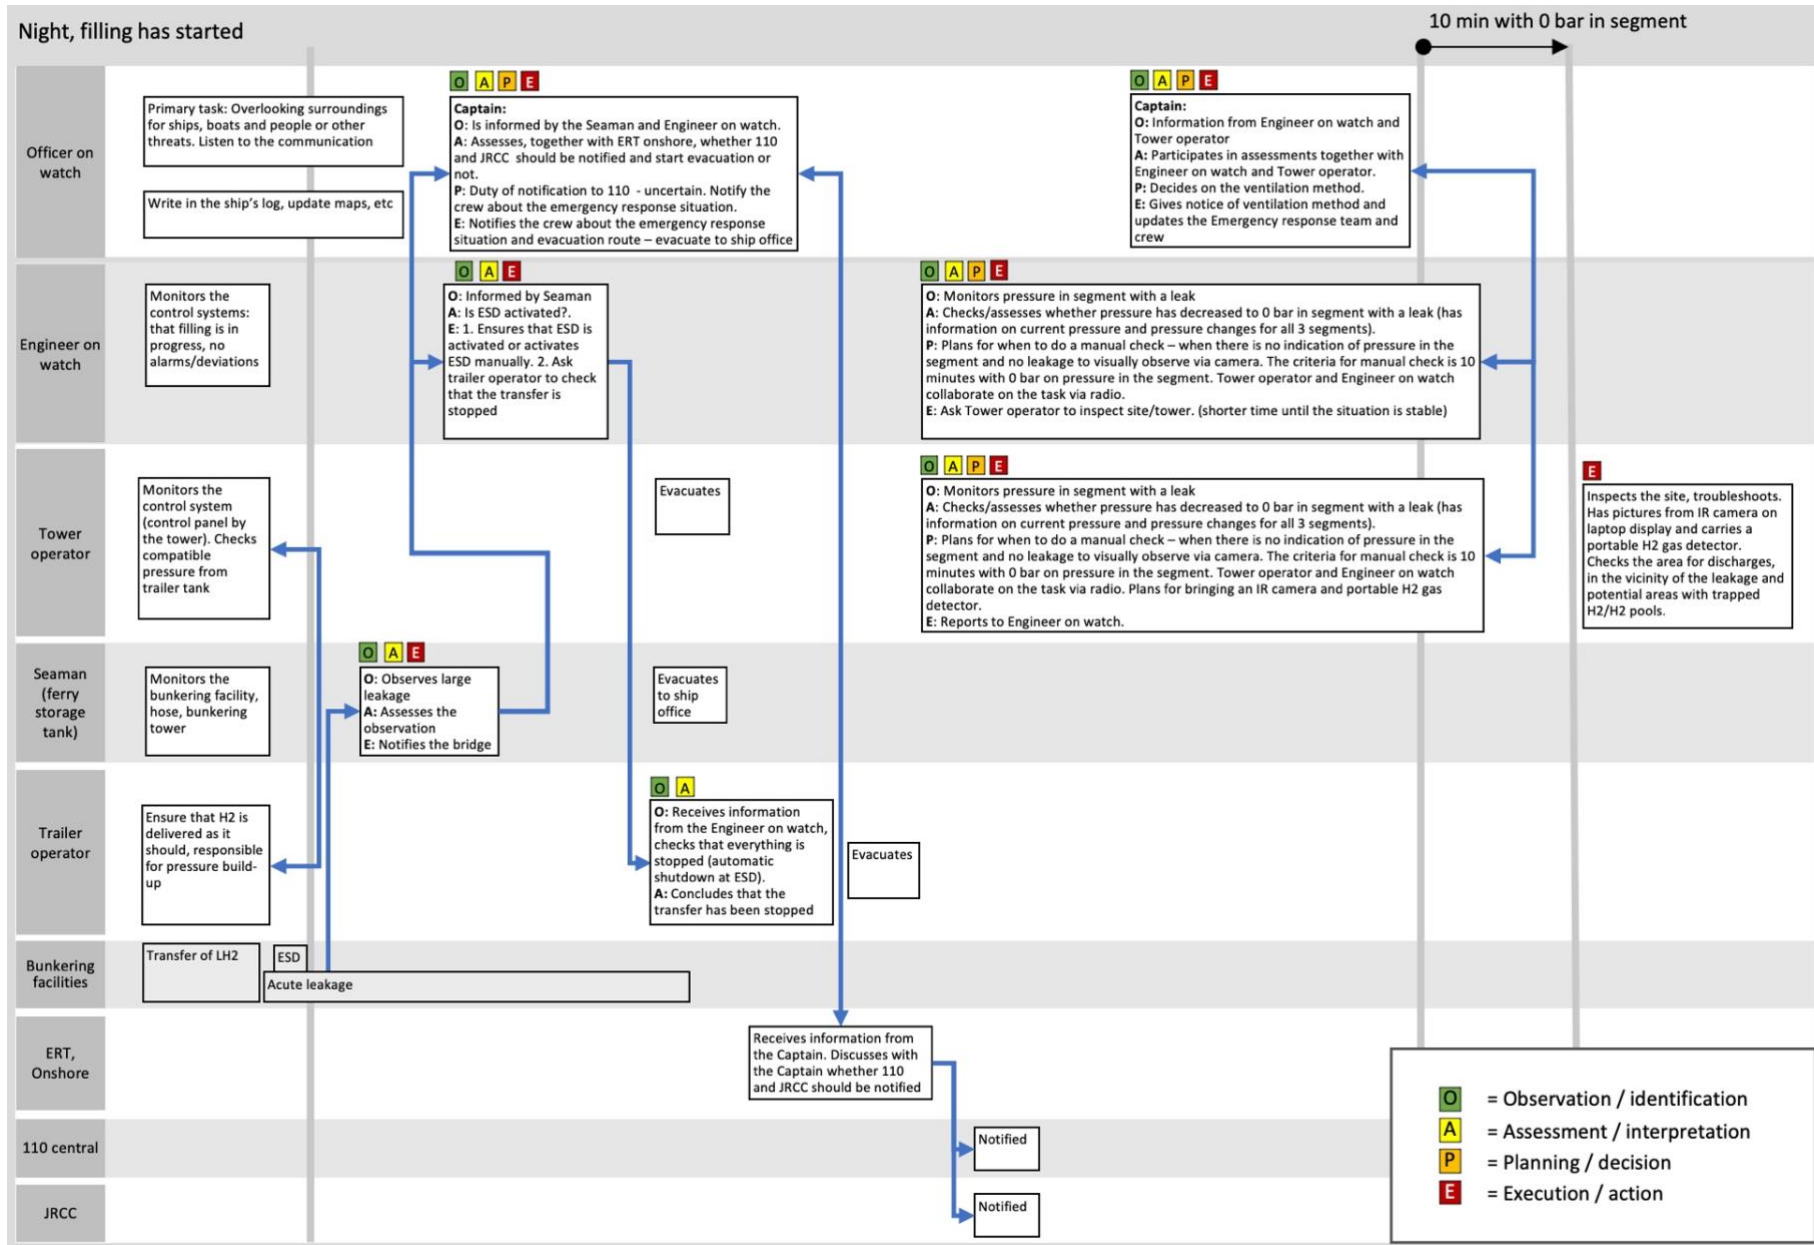 Night, filling has started
10 min with 0 bar in segment
Officer on
watch
Primary task: Overlooking surroundings
for ships, boats and people or other
threats. Listen to the communication
Write in the ship's log, update maps, etc
O A P E
Captain:
O: Is informed by the Seaman and Engineer on watch.
A: Assesses, together with ERT onshore, whether 110
and JRCC should be notified and start evacuation or
not.
P: Duty of notification to 110 - uncertain. Notify the
crew about the emergency response situation.
E: Notifies the crew about the emergency response
situation and evacuation route – evacuate to ship office
O A P E
Captain:
O: Information from Engineer on watch and
Tower operator
A: Participates in assessments together with
Engineer on watch and Tower operator.
P: Decides on the ventilation method.
E: Gives notice of ventilation method and
updates the Emergency response team and
crew
Engineer on
watch
Monitors the
control systems:
that filling is in
progress, no
alarms/deviations
O A E
O: Informed by Seaman
A: Is ESD activated?.
E: 1. Ensures that ESD is
activated or activates
ESD manually. 2. Ask
trailer operator to check
that the transfer is
stopped
O A P E
O: Monitors pressure in segment with a leak
A: Checks/assesses whether pressure has decreased to 0 bar in segment with a leak (has
information on current pressure and pressure changes for all 3 segments).
P: Plans for when to do a manual check – when there is no indication of pressure in the
segment and no leakage to visually observe via camera. The criteria for manual check is 10
minutes with 0 bar on pressure in the segment. Tower operator and Engineer on watch
collaborate on the task via radio.
E: Ask Tower operator to inspect site/tower. (shorter time until the situation is stable)
Tower
operator
Monitors the
control system
(control panel by
the tower). Checks
compatible
pressure from
trailer tank
Evacuates
O A P E
O: Monitors pressure in segment with a leak
A: Checks/assesses whether pressure has decreased to 0 bar in segment with a leak (has
information on current pressure and pressure changes for all 3 segments).
P: Plans for when to do a manual check – when there is no indication of pressure in the
segment and no leakage to visually observe via camera. The criteria for manual check is 10
minutes with 0 bar on pressure in the segment. Tower operator and Engineer on watch
collaborate on the task via radio. Plans for bringing an IR camera and portable H2 gas
detector.
E: Reports to Engineer on watch.
E
Inspects the site, troubleshoots.
Has pictures from IR camera on
laptop display and carries a
portable H2 gas detector.
Checks the area for discharges,
in the vicinity of the leakage and
potential areas with trapped
H2/H2 pools.
Seaman
(ferry
storage
tank)
Monitors the
bunkering facility,
hose, bunkering
tower
O A E
O: Observes large
leakage
A: Assesses the
observation
E: Notifies the bridge
Evacuates
to ship
office
Trailer
operator
Ensure that H2 is
delivered as it
should, responsible
for pressure build-
up
O A
O: Receives information
from the Engineer on watch,
checks that everything is
stopped (automatic
shutdown at ESD).
A: Concludes that the
transfer has been stopped
Evacuates
Bunkering
facilities
Transfer of LH2
ESD
Acute leakage
ERT,
Onshore
Receives information from
the Captain. Discusses with
the Captain whether 110
and JRCC should be notified
110 central
Notified
JRCC
Notified
O = Observation / identification
A = Assessment / interpretation
P = Planning / decision
E = Execution / action